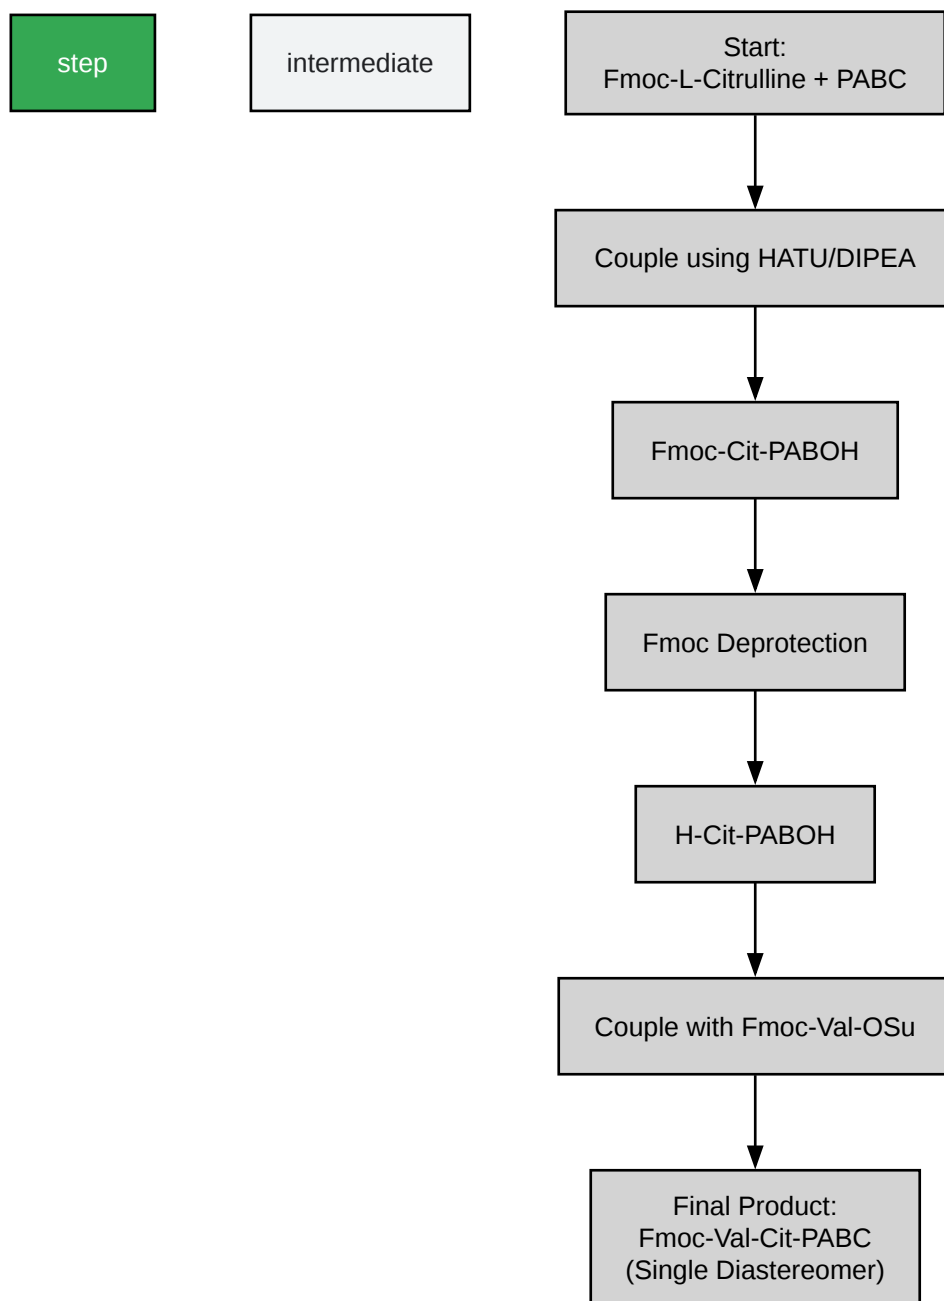 step
intermediate
Start:
Fmoc-L-Citrulline + PABC
Couple using HATU/DIPEA
Fmoc-Cit-PABOH
Fmoc Deprotection
H-Cit-PABOH
Couple with Fmoc-Val-OSu
Final Product:
Fmoc-Val-Cit-PABC
(Single Diastereomer)